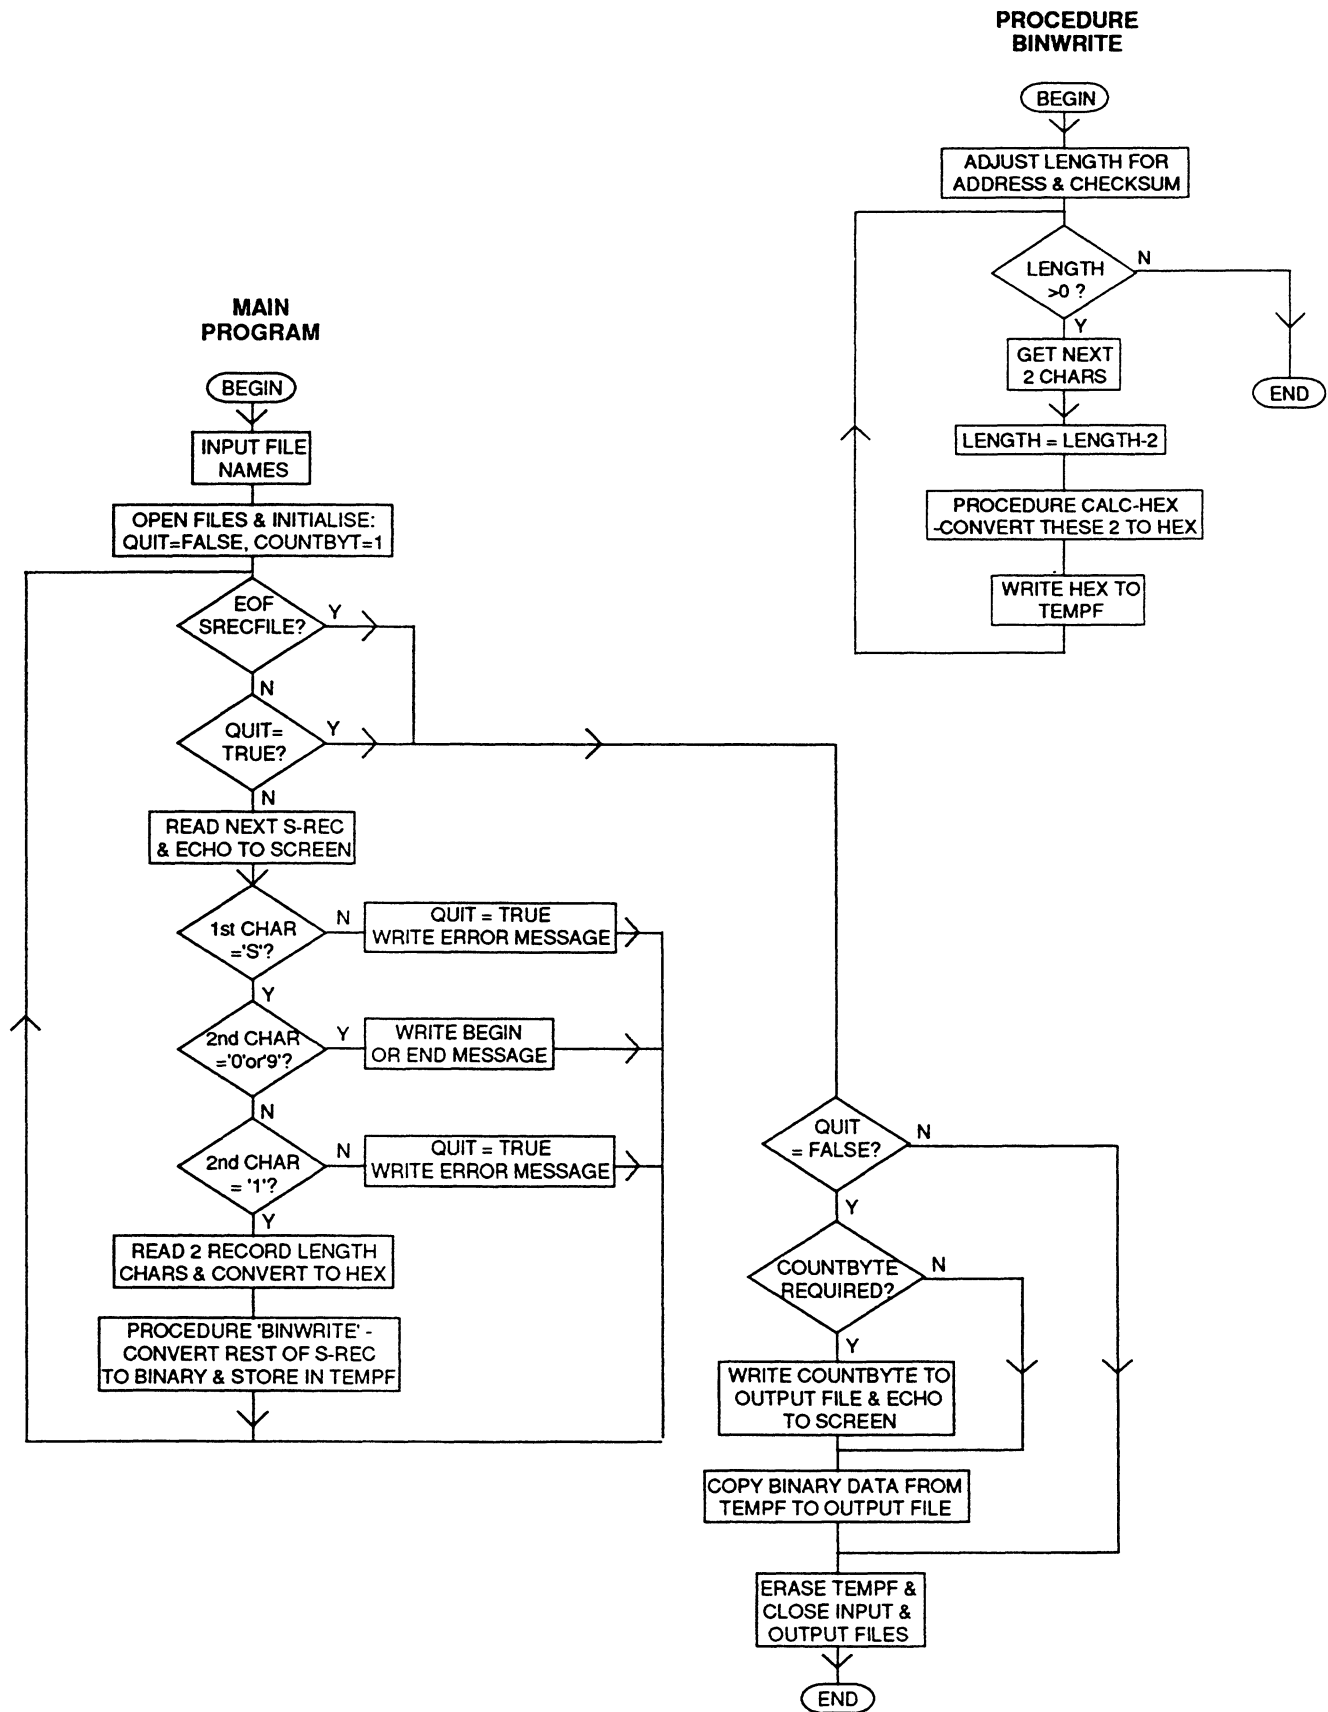 PROCEDURE
BINWRITE
BEGIN
ADJUST LENGTH FOR
ADDRESS & CHECKSUM
LENGTH
>0 ?
N
Y
GET NEXT
2 CHARS
END
LENGTH = LENGTH-2
PROCEDURE CALC-HEX
-CONVERT THESE 2 TO HEX
WRITE HEX TO
TEMPF
MAIN
PROGRAM
BEGIN
INPUT FILE
NAMES
OPEN FILES & INITIALISE:
QUIT=FALSE, COUNTBYT=1
EOF
SRECFILE?
Y
N
QUIT=
TRUE?
Y
N
READ NEXT S-REC
& ECHO TO SCREEN
1st CHAR
='S'?
N
QUIT = TRUE
WRITE ERROR MESSAGE
Y
2nd CHAR
='0'or'9'?
Y
WRITE BEGIN
OR END MESSAGE
N
2nd CHAR
= '1'?
N
QUIT = TRUE
WRITE ERROR MESSAGE
Y
READ 2 RECORD LENGTH
CHARS & CONVERT TO HEX
PROCEDURE 'BINWRITE' -
CONVERT REST OF S-REC
TO BINARY & STORE IN TEMPF
QUIT
= FALSE?
N
Y
COUNTBYTE
REQUIRED?
N
Y
WRITE COUNTBYTE TO
OUTPUT FILE & ECHO
TO SCREEN
COPY BINARY DATA FROM
TEMPF TO OUTPUT FILE
ERASE TEMPF &
CLOSE INPUT &
OUTPUT FILES
END